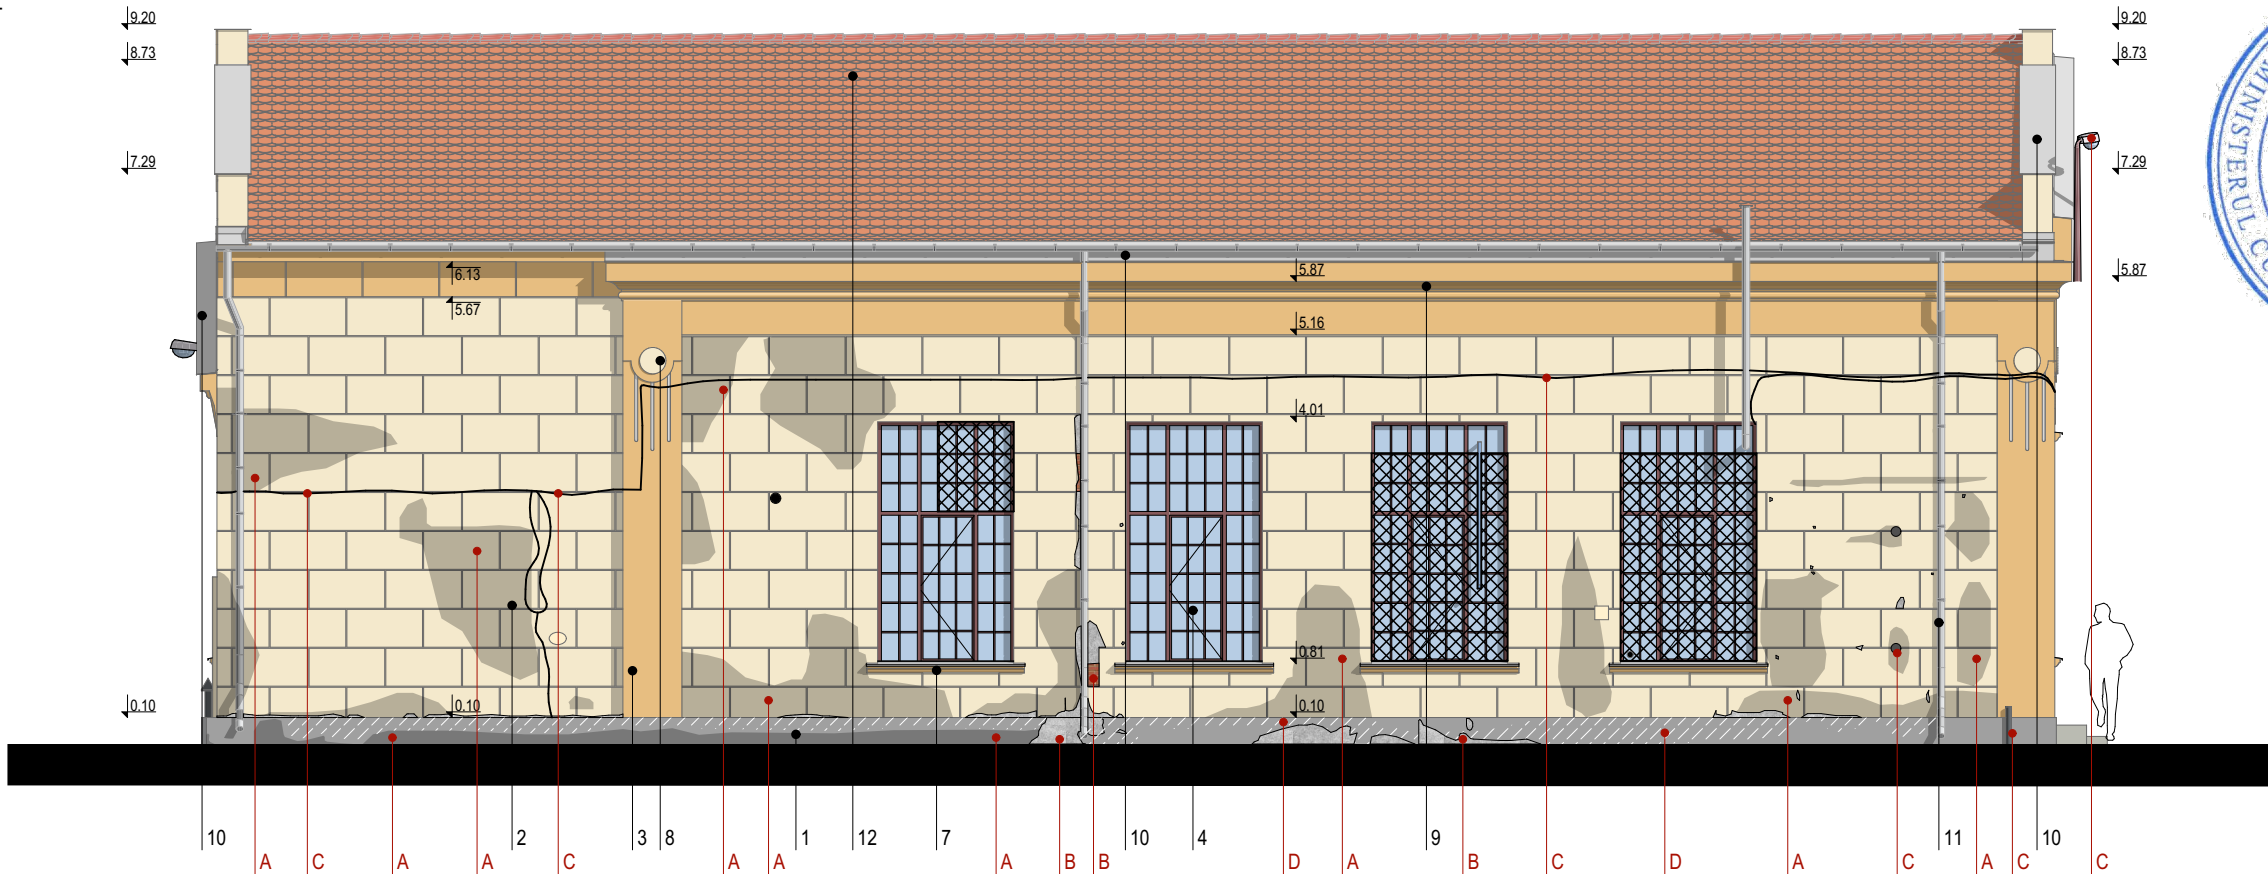 9.20 9.20
8.73 8.73
MINISTERUL
7.29 7.29
6.13 5.87 5.87
5.67
5.16
4.01
0.81
0.10 0.10 0.10
10 2 3 8 1 12 7 10 4 9 11 10
A C A A C A A A B B D A B C D A C A C C